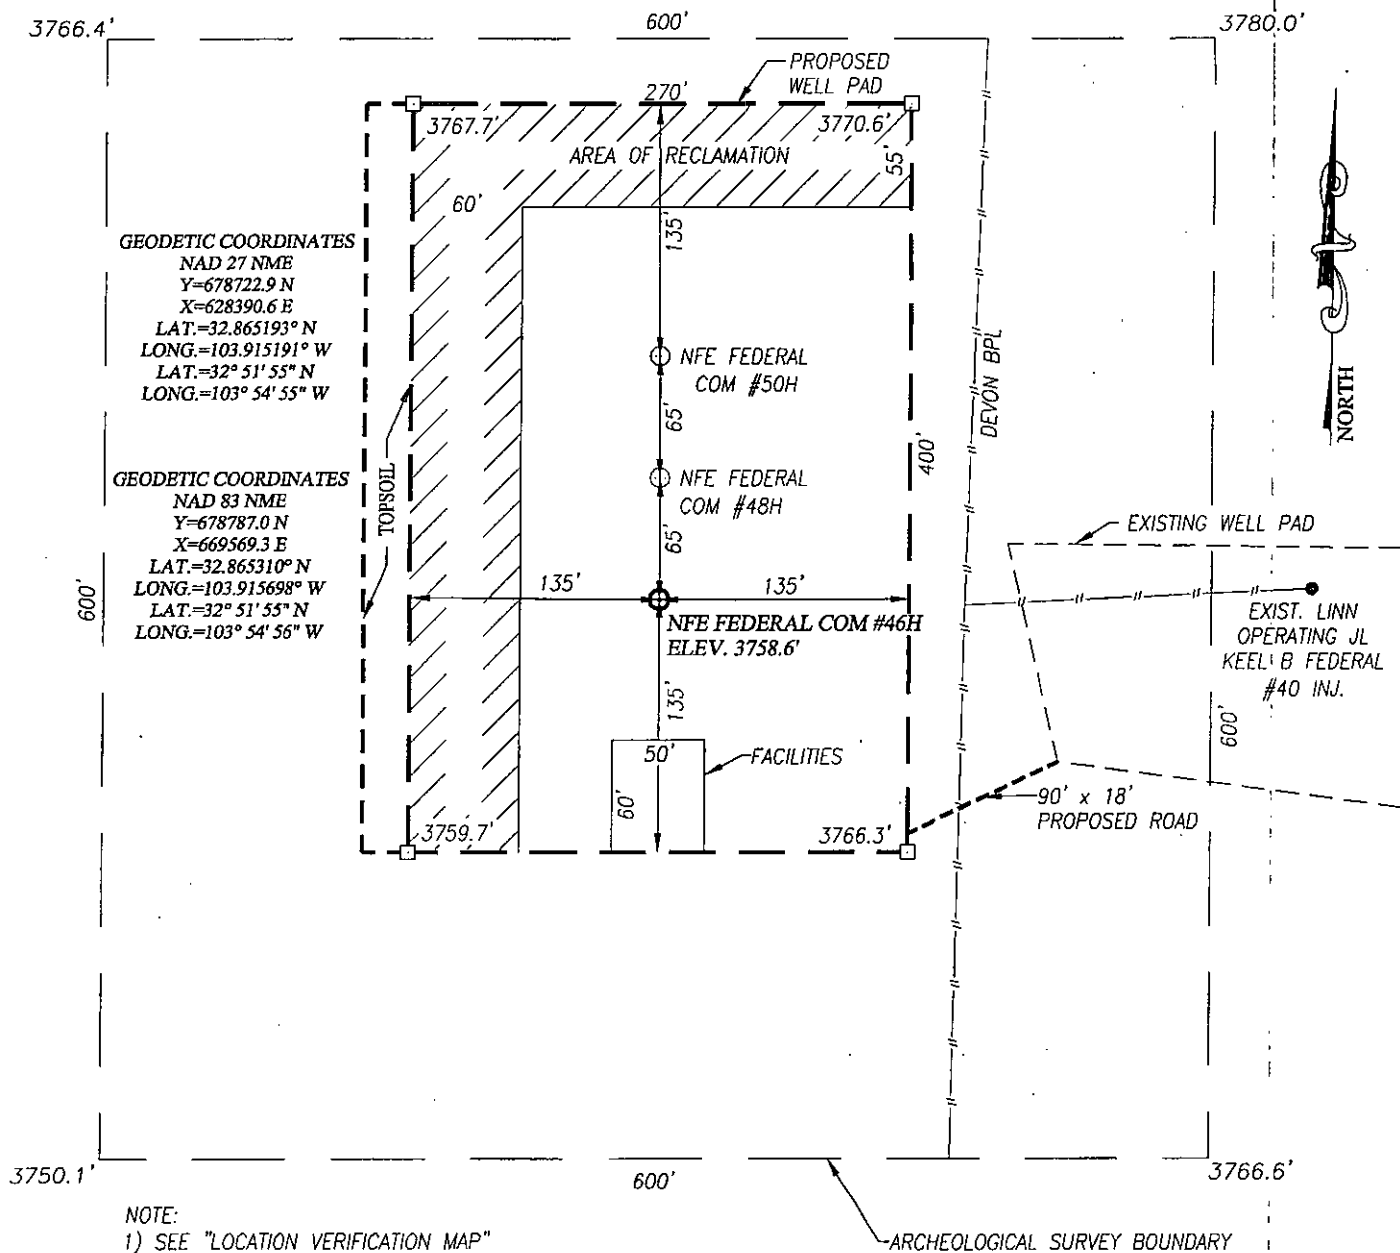 3766.4'
600'
3780.0'
PROPOSED
WELL PAD
270'
3767.7'
3770.6'
AREA OF RECLAMATION
55'
60'
135'
GEODETIC COORDINATES
NAD 27 NME
Y=678722.9 N
X=628390.6 E
LAT.=32.865193° N
LONG.=103.915191° W
LAT.=32° 51' 55" N
LONG.=103° 54' 55" W
NFE FEDERAL
COM #50H
65'
DEVON BPL
NORTH
400'
TOPSOIL
NFE FEDERAL
COM #48H
65'
GEODETIC COORDINATES
NAD 83 NME
Y=678787.0 N
X=669569.3 E
LAT.=32.865310° N
LONG.=103.915698° W
LAT.=32° 51' 55" N
LONG.=103° 54' 56" W
600'
EXISTING WELL PAD
135'
135'
NFE FEDERAL COM #46H
ELEV. 3758.6'
EXIST. LINN
OPERATING JL
KEEL B FEDERAL
#40 INJ.
600'
135'
50'
FACILITIES
60'
90' x 18'
PROPOSED ROAD
3759.7'
3766.3'
3750.1'
600'
3766.6'
NOTE:
1) SEE "LOCATION VERIFICATION MAP"
ARCHEOLOGICAL SURVEY BOUNDARY